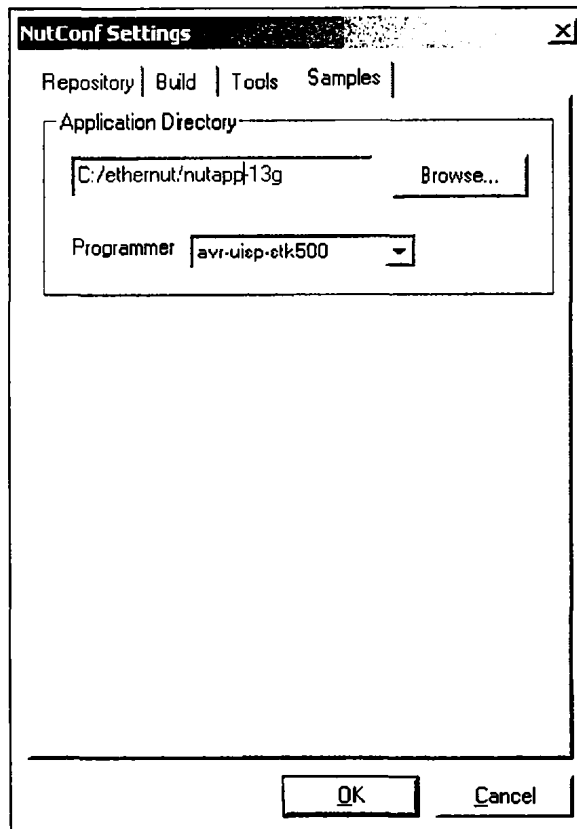 NutConf Settings
Repository Build Tools Samples
Application Directory
C:/ethernut/nutapp-13g Browse...
Programmer avr-uisp-stk500
OK Cancel